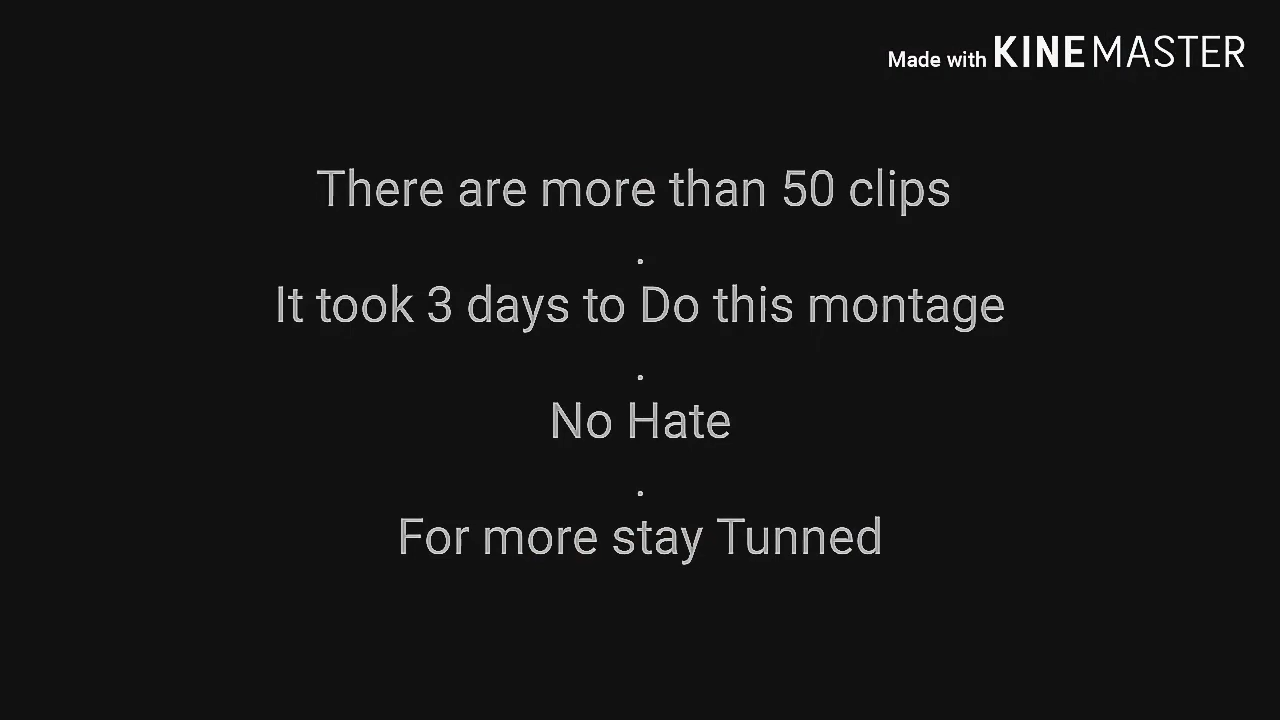 Made with KINEMASTER
There are more than 50 clips
.
It took 3 days to Do this montage
.
No Hate
.
For more stay Tunned